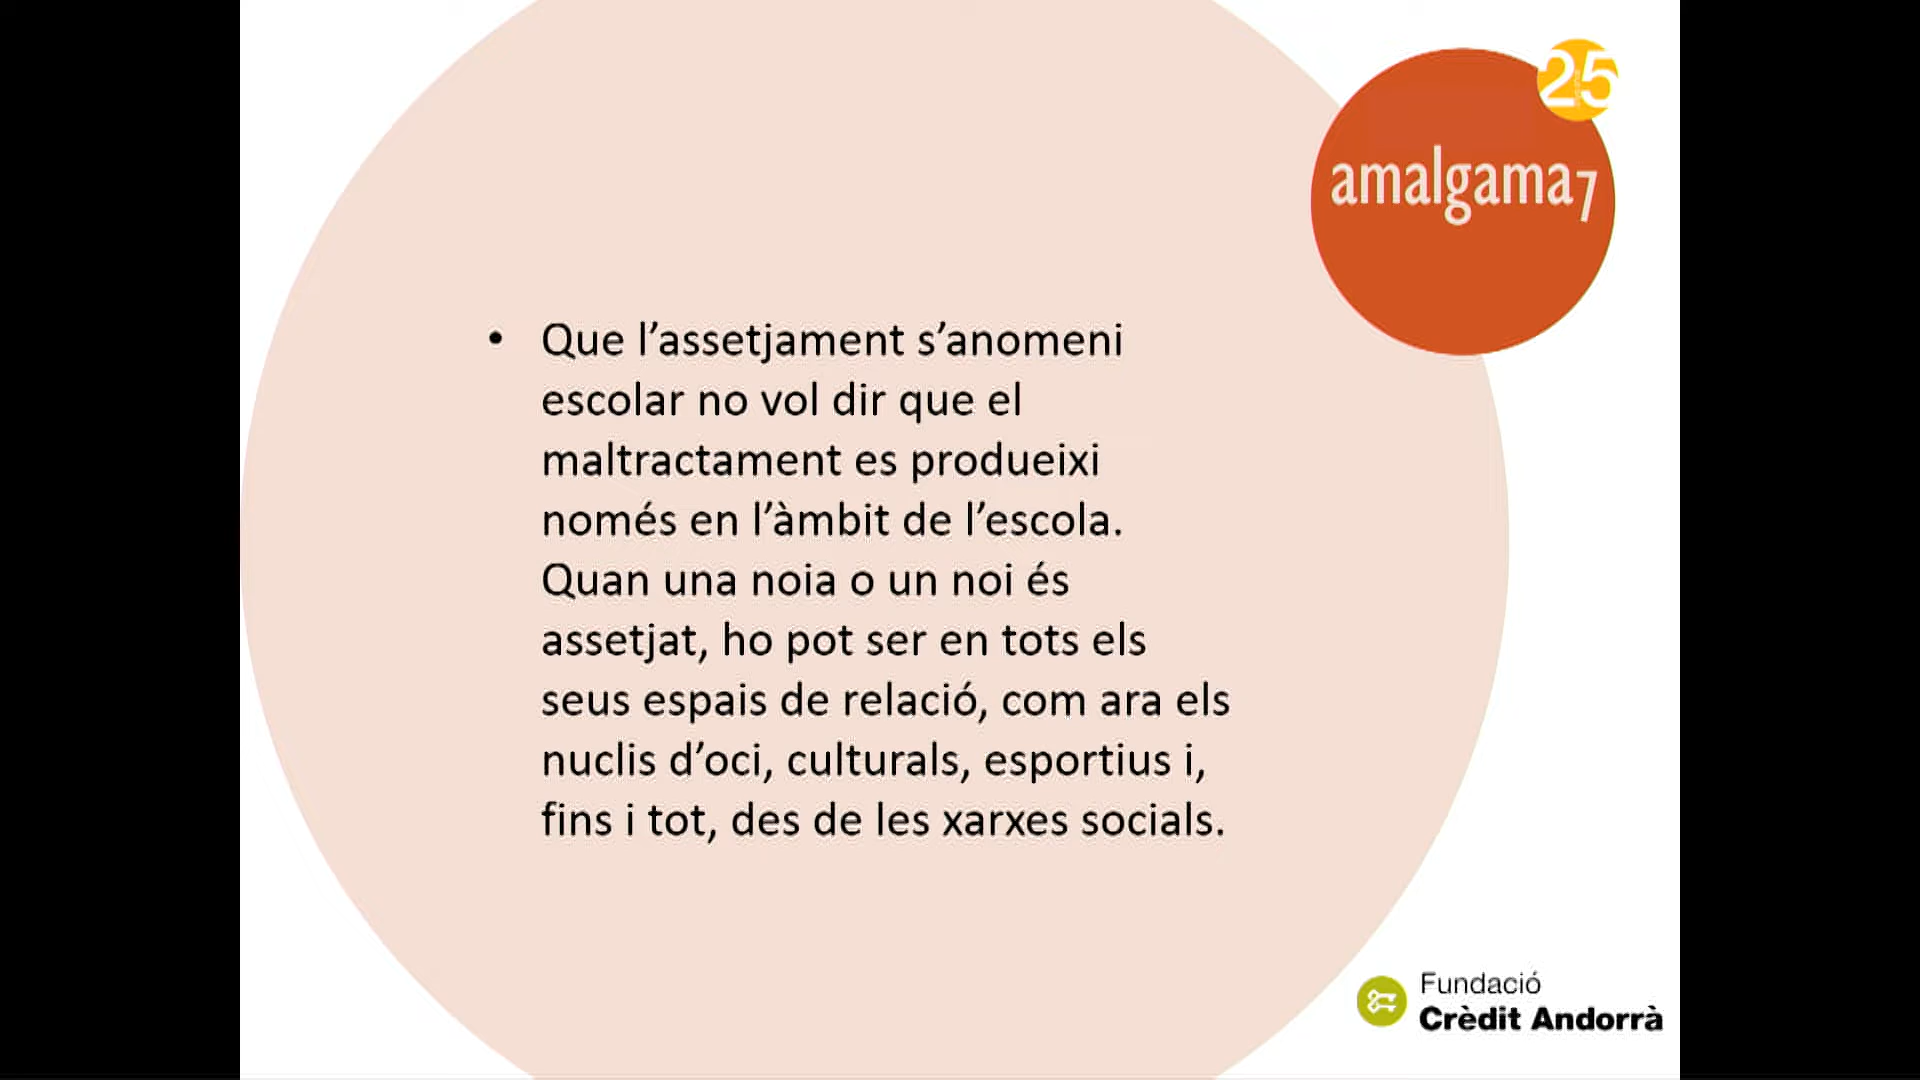 25
amalgama7
• Que l’assetjament s’anomeni
escolar no vol dir que el
maltractament es produeixi
només en l’àmbit de l’escola.
Quan una noia o un noi és
assetjat, ho pot ser en tots els
seus espais de relació, com ara els
nuclis d’oci, culturals, esportius i,
fins i tot, des de les xarxes socials.
Fundació
Crèdit Andorrà